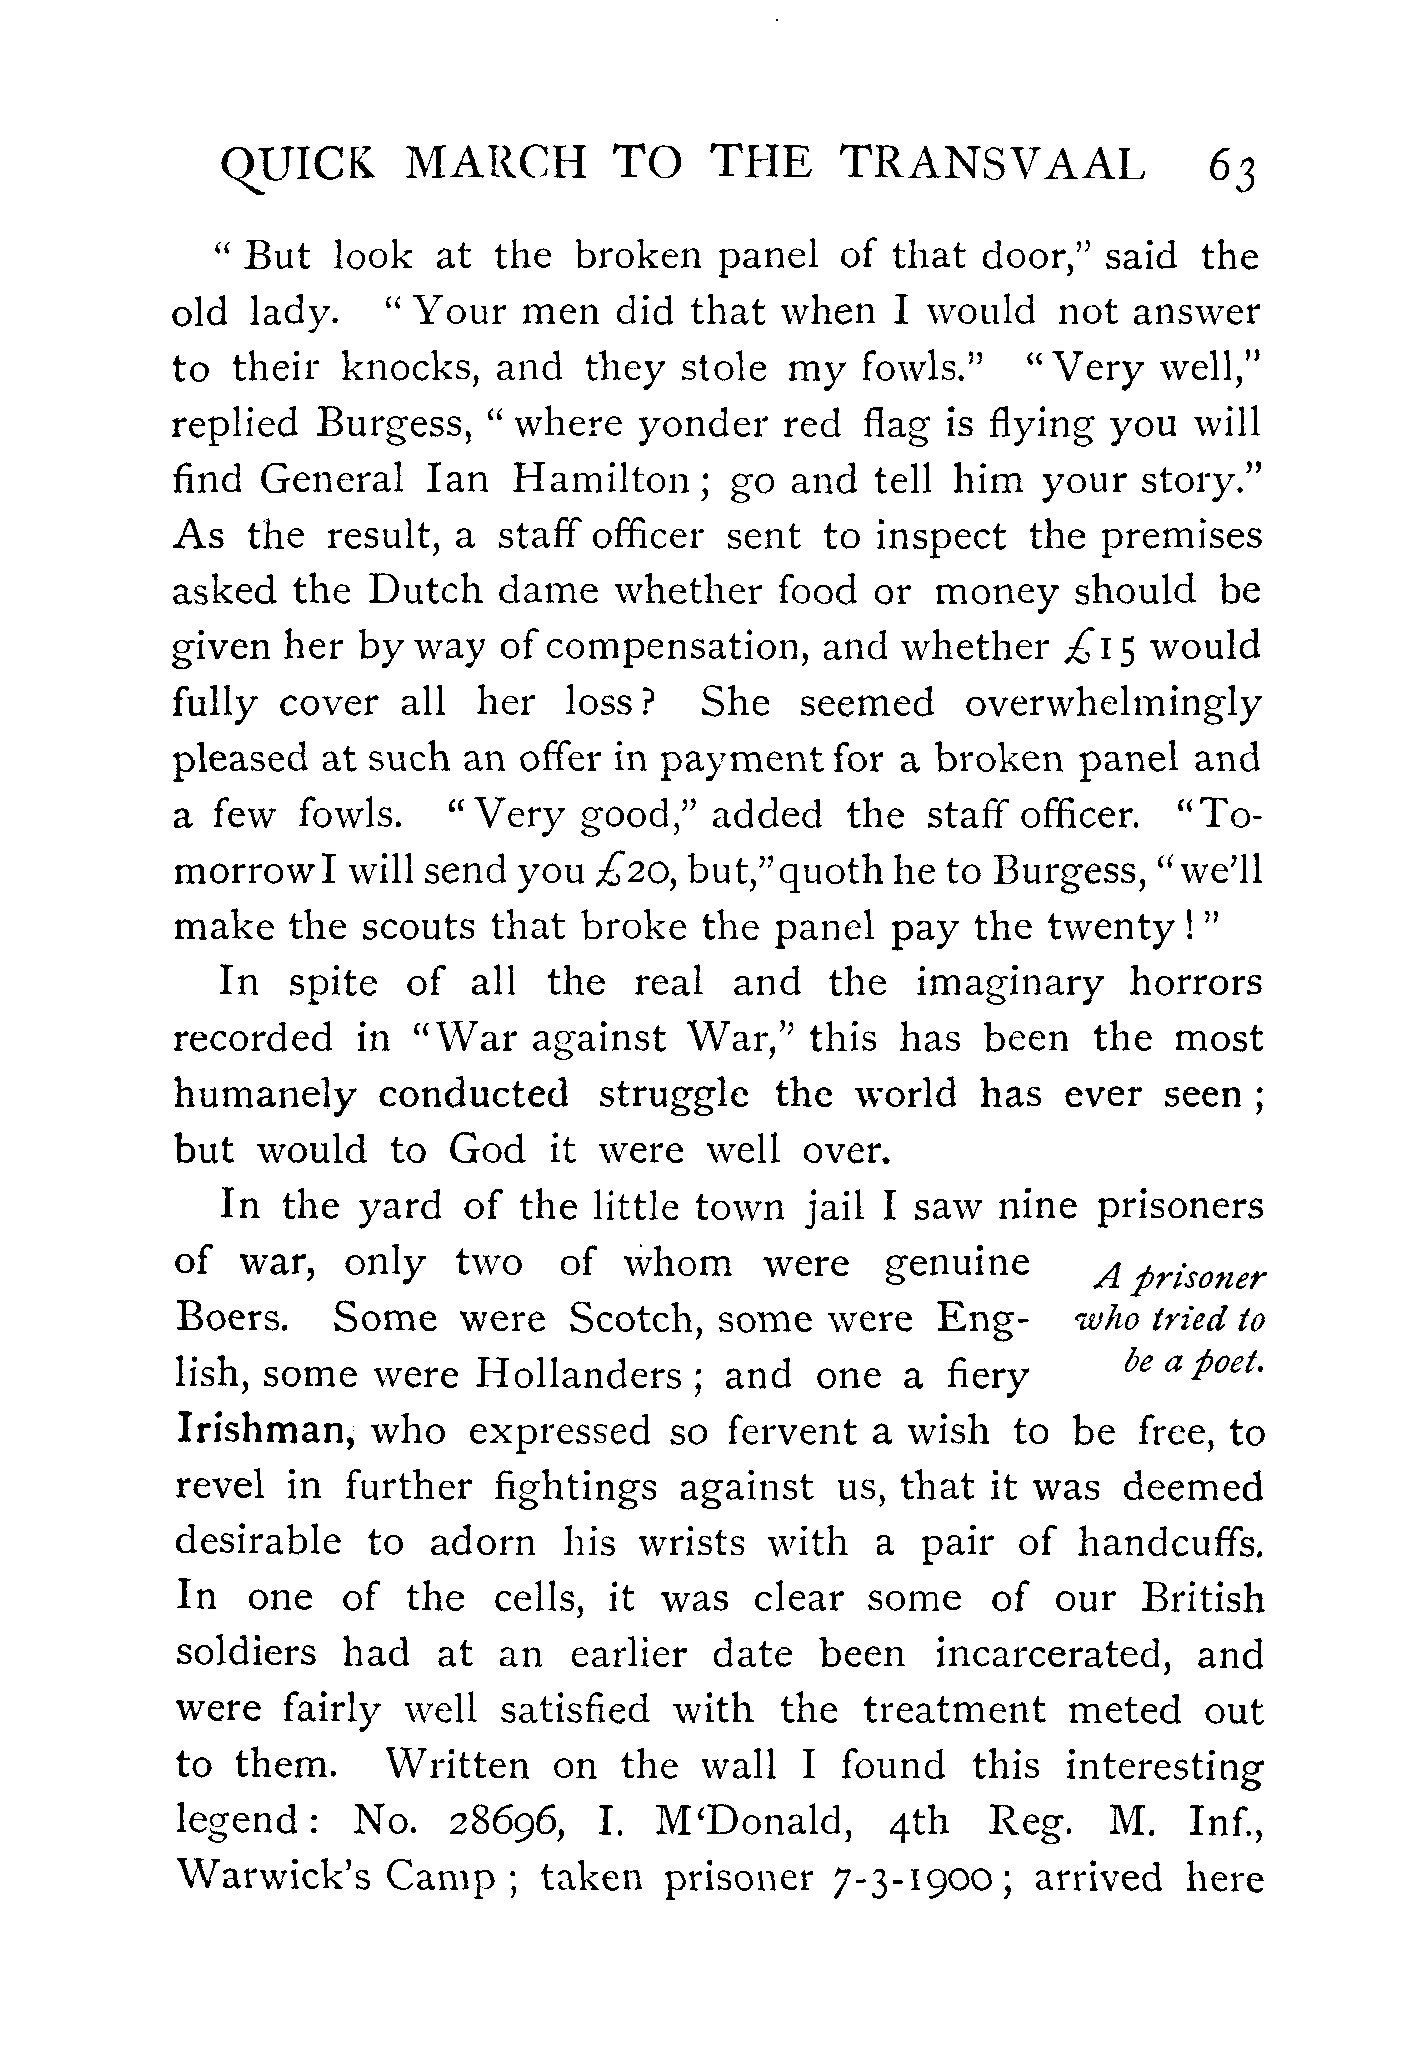 QUICK MARCH TO THE TRANSVAAL 63
“ But look at the broken panel of that door,” said the
old lady. “ Your men did that when I would not answer
to their knocks, and they stole my fowls.” “ Very well,”
replied Burgess, “ where yonder red flag is flying you will
find General Ian Hamilton ; go and tell him your story.”
As the result, a staff officer sent to inspect the premises
asked the Dutch dame whether food or money should be
given her by way of compensation, and whether £15 would
fully cover all her loss ? She seemed overwhelmingly
pleased at such an offer in payment for a broken panel and
a few fowls. “ Very good,” added the staff officer. “ To-
morrow I will send you £20, but,” quoth he to Burgess, “ we’ll
make the scouts that broke the panel pay the twenty ! ”
In spite of all the real and the imaginary horrors
recorded in “ War against War,” this has been the most
humanely conducted struggle the world has ever seen ;
but would to God it were well over.
In the yard of the little town jail I saw nine prisoners
of war, only two of whom were genuine
Boers. Some were Scotch, some were Eng-
lish, some were Hollanders ; and one a fiery
A prisoner
who tried to
be a poet.
Irishman, who expressed so fervent a wish to be free, to
revel in further fightings against us, that it was deemed
desirable to adorn his wrists with a pair of handcuffs.
In one of the cells, it was clear some of our British
soldiers had at an earlier date been incarcerated, and
were fairly well satisfied with the treatment meted out
to them. Written on the wall I found this interesting
legend : No. 28696, I. M‘Donald, 4th Reg. M. Inf.,
Warwick’s Camp ; taken prisoner 7-3-1900 ; arrived here